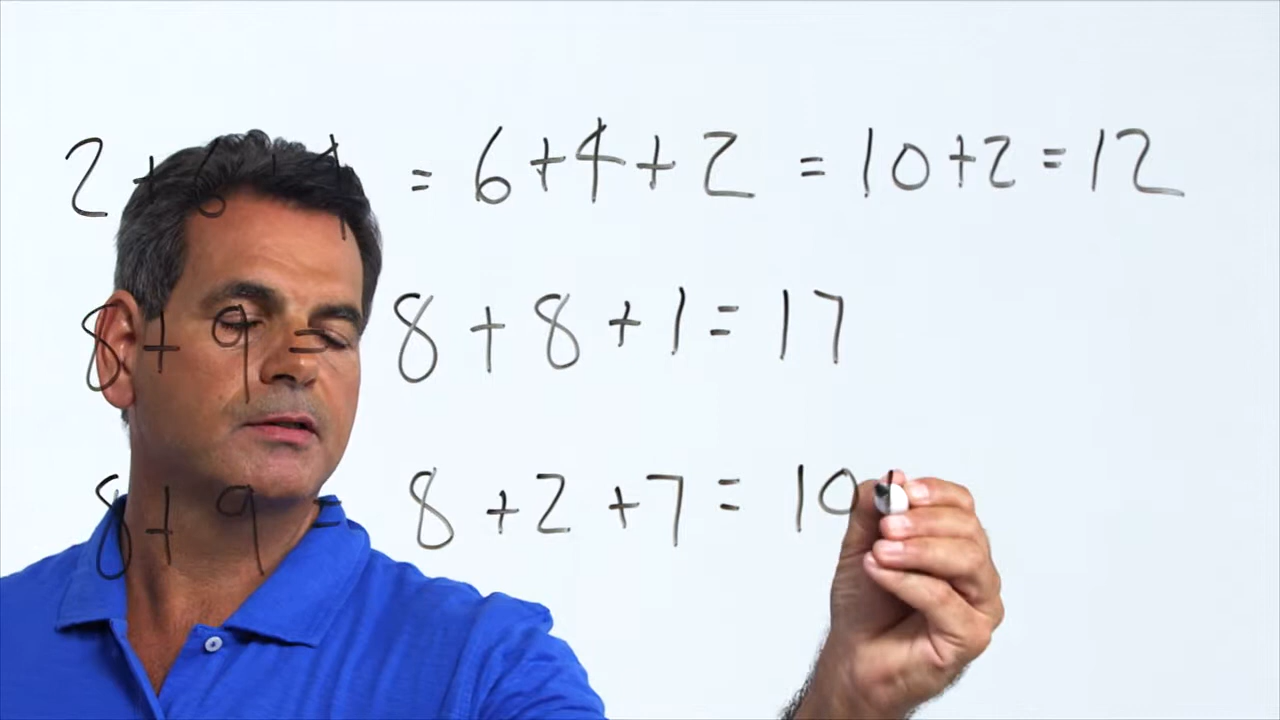 2 + 6 + 4 = 6 + 4 + 2 = 10 + 2 = 12
8 + 9 = 8 + 8 + 1 = 17
8 + 9 = 8 + 2 + 7 = 10